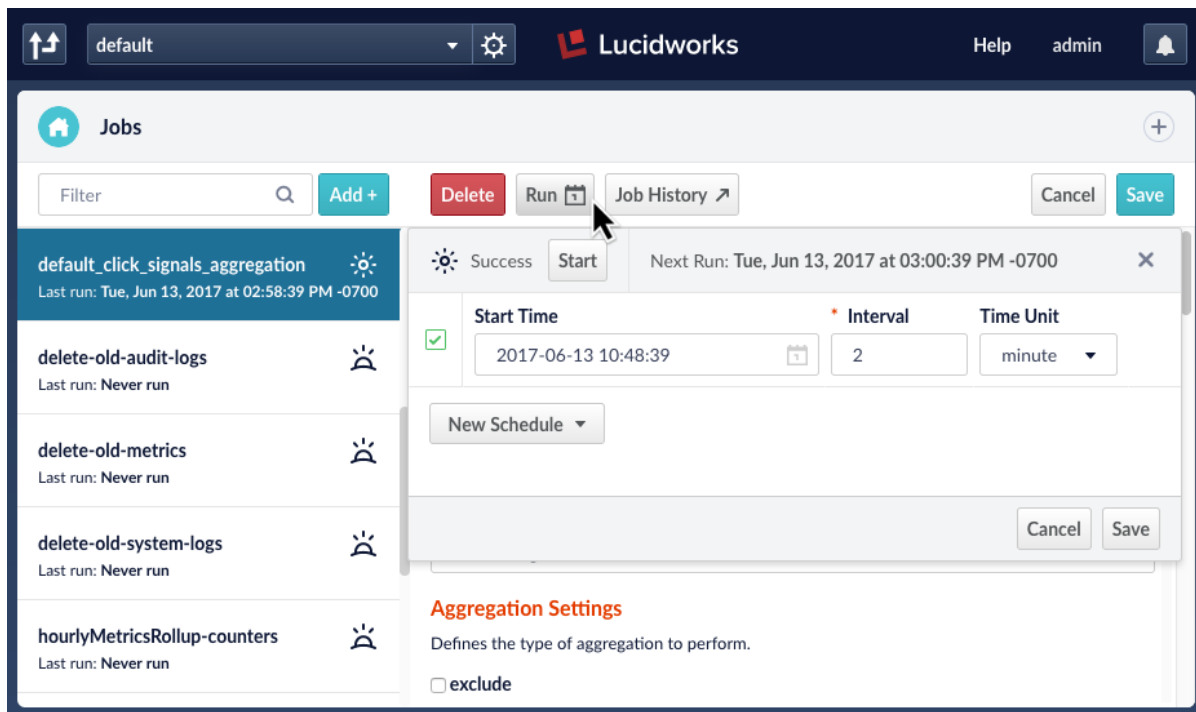 default
Lucidworks
Help
admin
Jobs
Filter
Add +
Delete
Run
1
Job History
Cancel
Save
default_click_signals_aggregation
Last run: Tue, Jun 13, 2017 at 02:58:39 PM -0700
delete-old-audit-logs
Last run: Never run
delete-old-metrics
Last run: Never run
delete-old-system-logs
Last run: Never run
hourlyMetricsRollup-counters
Last run: Never run
Success
Start
Next Run: Tue, Jun 13, 2017 at 03:00:39 PM -0700
Start Time
* Interval
Time Unit
2017-06-13 10:48:39
1
2
minute
New Schedule
Cancel
Save
Aggregation Settings
Defines the type of aggregation to perform.
exclude